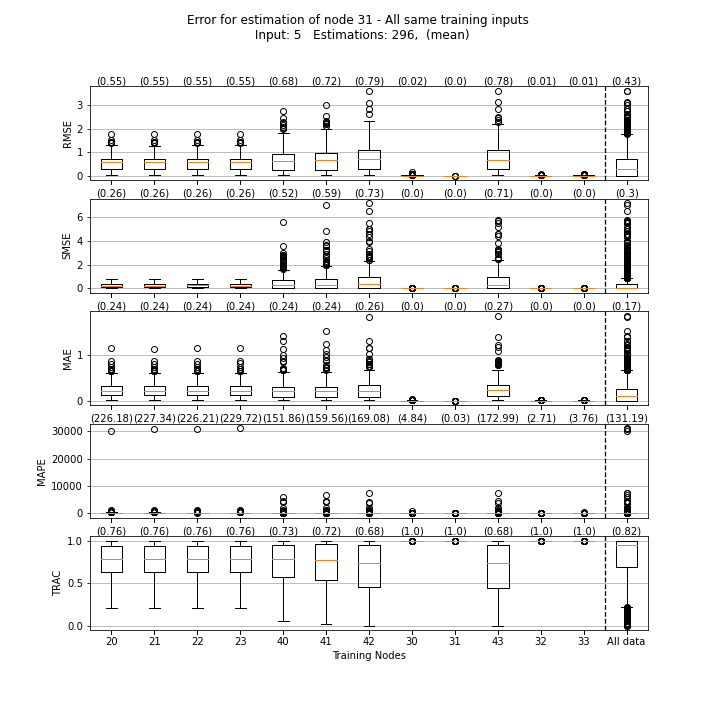 Error for estimation of node 31 - All same training inputs
Input: 5 Estimations: 296, (mean)
(0.55) (0.55) (0.55) (0.55) (0.68) (0.72) (0.79) (0.02) (0.0) (0.78) (0.01) (0.01) (0.43)
3
2
1
0
RMSE
(0.26) (0.26) (0.26) (0.26) (0.52) (0.59) (0.73) (0.0) (0.0) (0.71) (0.0) (0.0) (0.3)
6
4
2
0
SMSE
(0.24) (0.24) (0.24) (0.24) (0.24) (0.24) (0.26) (0.0) (0.0) (0.27) (0.0) (0.0) (0.17)
1
0
MAE
(226.18) (227.34) (226.21) (229.72) (151.86) (159.56) (169.08) (4.84) (0.03) (172.99) (2.71) (3.76) (131.19)
30000
20000
10000
0
MAPE
(0.76) (0.76) (0.76) (0.76) (0.73) (0.72) (0.68) (1.0) (1.0) (0.68) (1.0) (1.0) (0.82)
1.0
0.5
0.0
TRAC
20 21 22 23 40 41 42 30 31 43 32 33 All data
Training Nodes